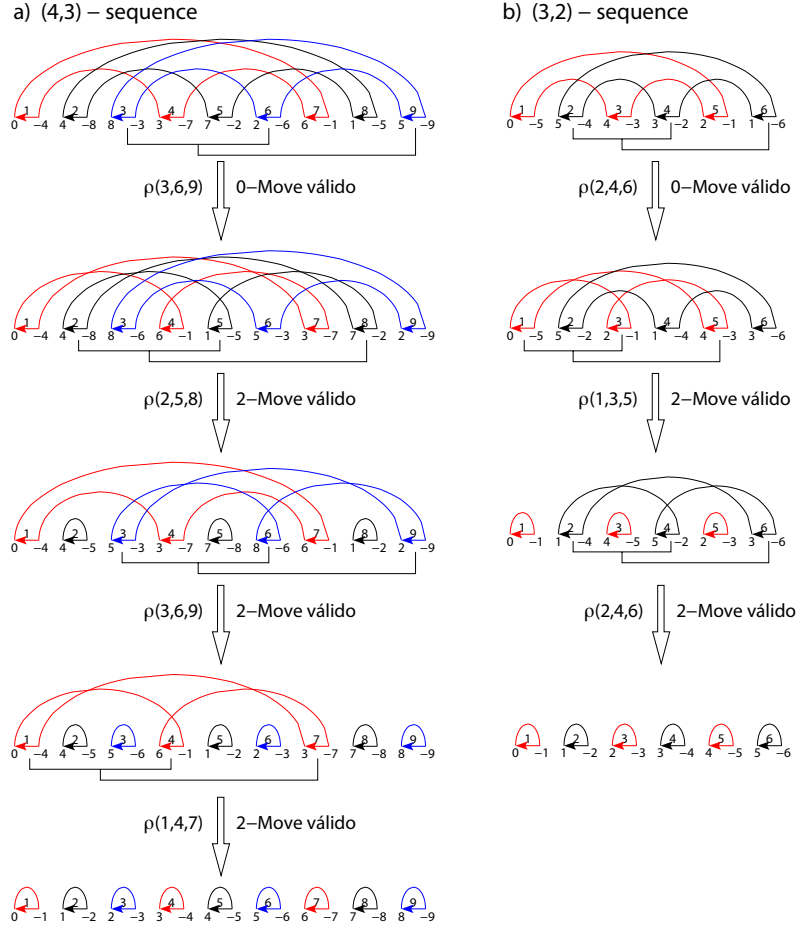 a) (4,3) – sequence
1 2 3 4 5 6 7 8 9
0 −4 4 −8 8 −3 3 −7 7 −2 2 −6 6 −1 1 −5 5 −9
ρ(3,6,9) 0−Move válido
1 2 3 4 5 6 7 8 9
0 −4 4 −8 8 −3 6 −1 1 −5 5 −6 3 −7 7 −2 2 −9
ρ(2,5,8) 2−Move válido
1 2 3 4 5 6 7 8 9
0 −4 4 −5 5 −3 3 −7 7 −8 8 −6 6 −1 1 −2 2 −9
ρ(3,6,9) 2−Move válido
1 2 3 4 5 6 7 8 9
0 −4 4 −5 5 −6 6 −1 1 −2 2 −3 3 −7 7 −8 8 −9
ρ(1,4,7) 2−Move válido
1 2 3 4 5 6 7 8 9
0 −1 1 −2 2 −3 3 −4 4 −5 5 −6 6 −7 7 −8 8 −9
b) (3,2) – sequence
1 2 3 4 5 6
0 −5 5 −4 4 −3 3 −2 2 −1 1 −6
ρ(2,4,6) 0−Move válido
1 2 3 4 5 6
0 −5 5 −2 2 −1 1 −4 4 −3 3 −6
ρ(1,3,5) 2−Move válido
1 2 3 4 5 6
0 −1 1 −4 4 −5 5 −2 2 −3 3 −6
ρ(2,4,6) 2−Move válido
1 2 3 4 5 6
0 −1 1 −2 2 −3 3 −4 4 −5 5 −6